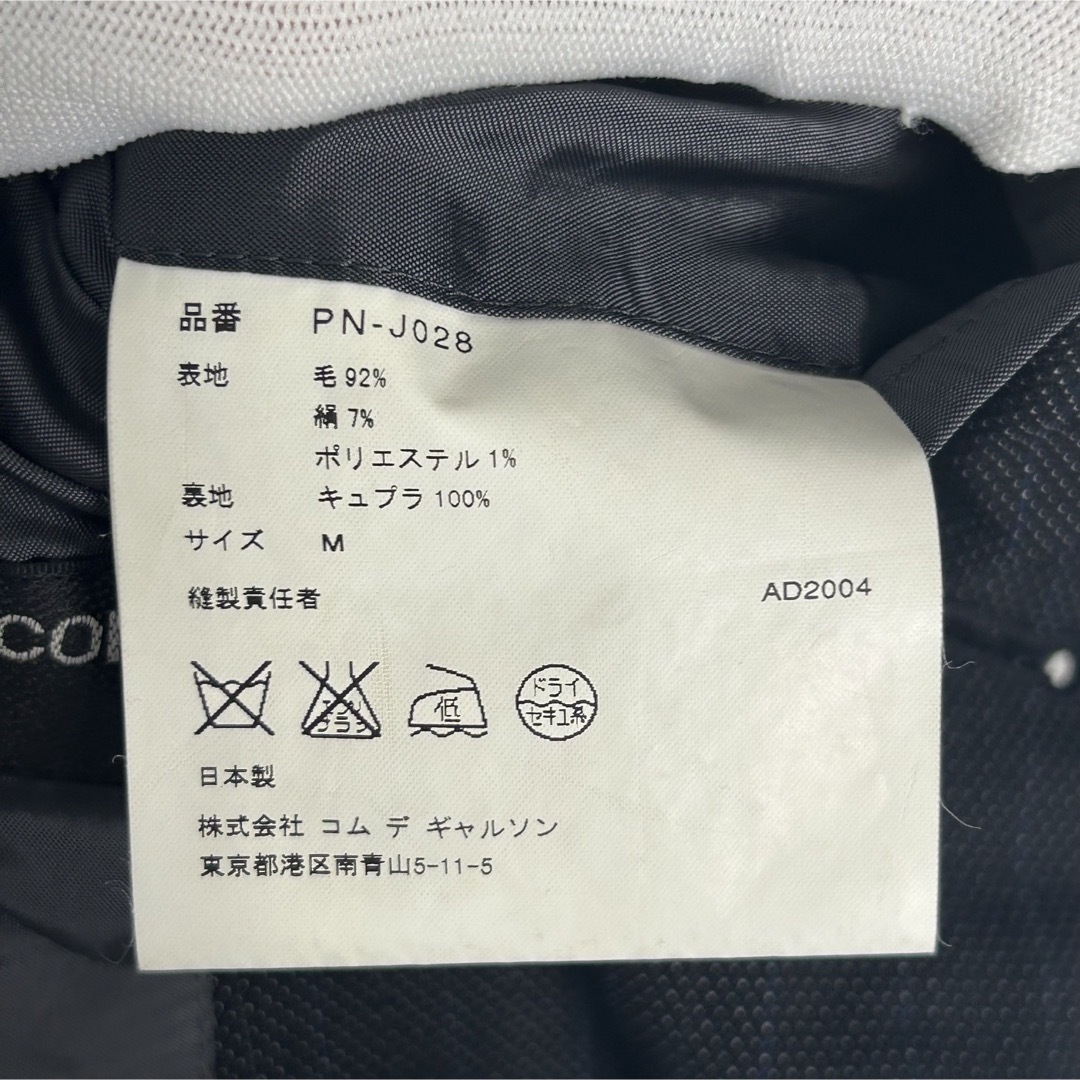 品番 PN-J028
表地 毛 92%
絹 7%
ポリエステル 1%
裏地 キュプラ 100%
サイズ M
縫製責任者 AD2004
低
ドライ
セキユ系
日本製
株式会社 コム デ ギャルソン
東京都港区南青山5-11-5